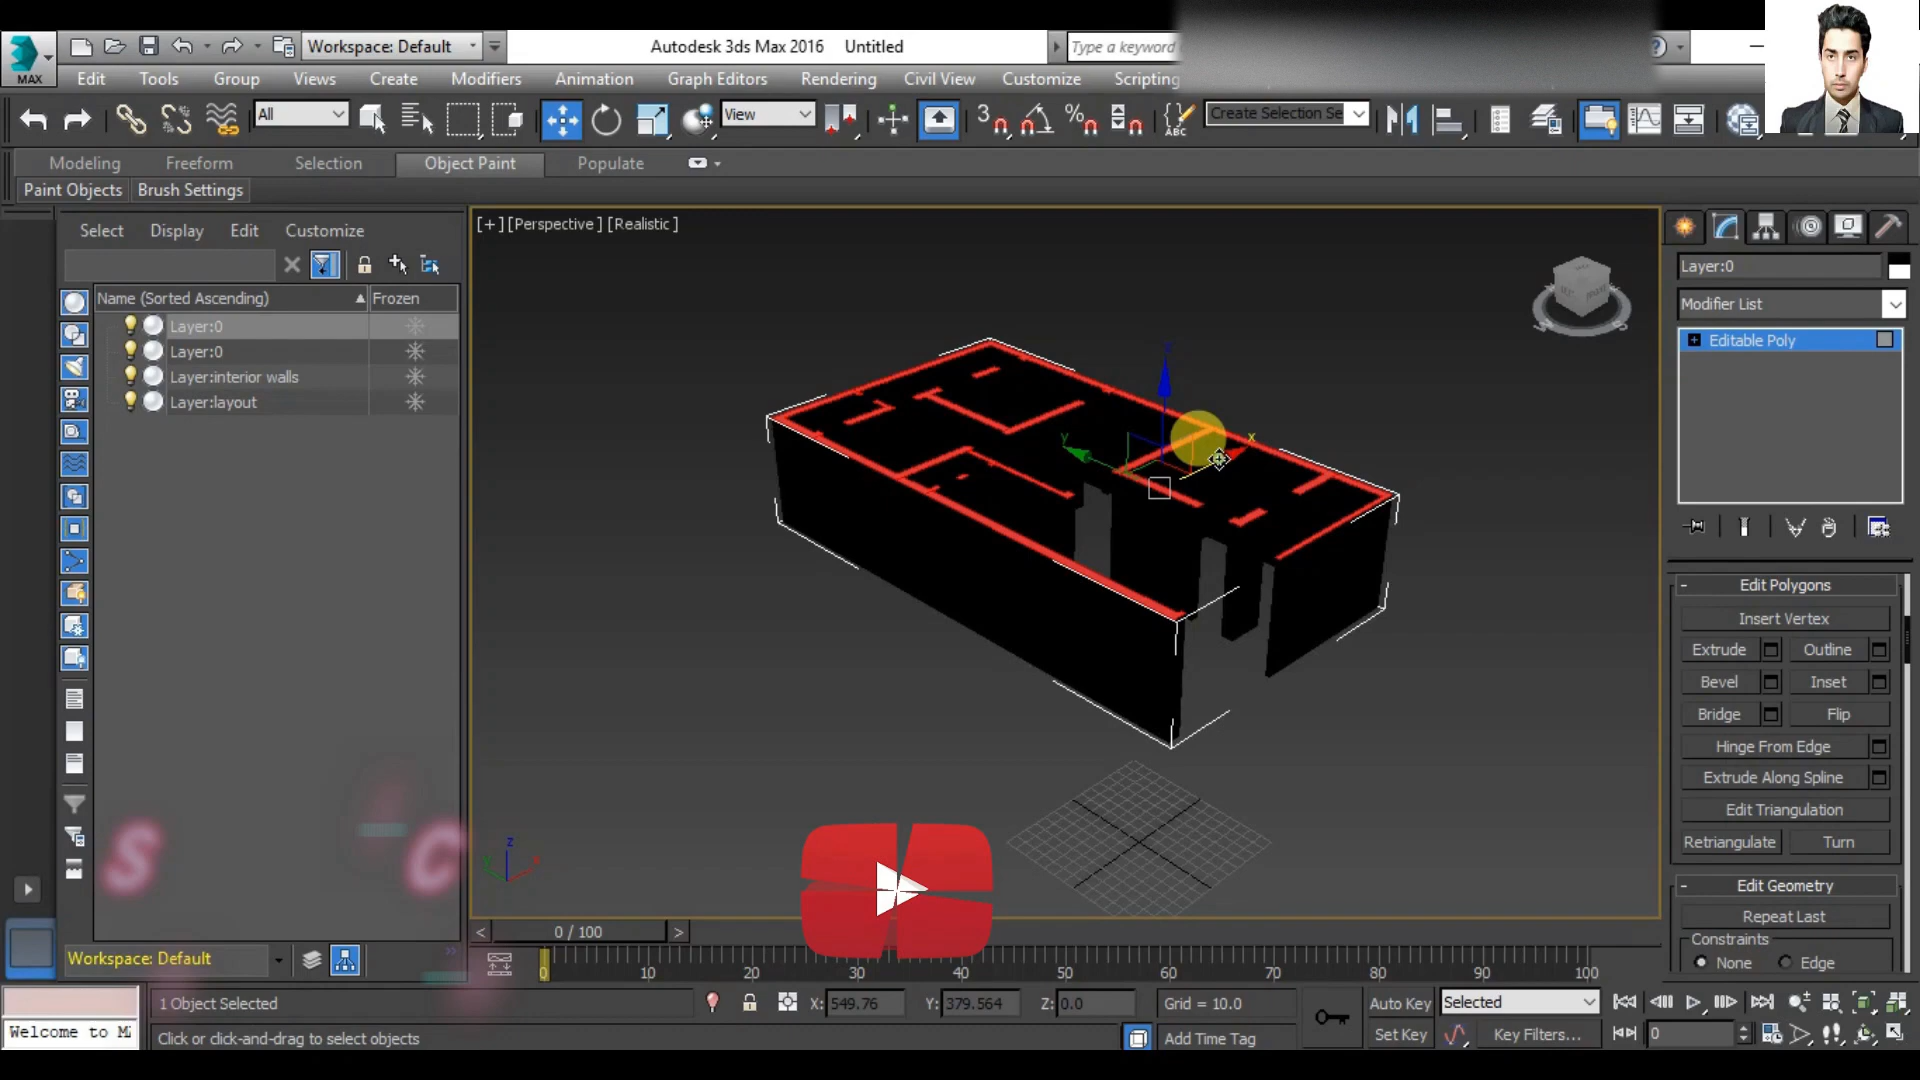 Workspace: Default
Autodesk 3ds Max 2016 Untitled
Type a keyword
MAX
Edit Tools Group Views Create Modifiers Animation Graph Editors Rendering Civil View Customize Scripting
All
View
3
%
ABC
Create Selection Se
Modeling Freeform Selection Object Paint Populate
Paint Objects Brush Settings
Select Display Edit Customize
Name (Sorted Ascending) Frozen
Layer:0
Layer:0
Layer:interior walls
Layer:layout
[+] [Perspective] [Realistic]
z
y
x
z
y
x
Layer:0
Modifier List
Editable Poly
Edit Polygons
Insert Vertex
Extrude Outline
Bevel Inset
Bridge Flip
Hinge From Edge
Extrude Along Spline
Edit Triangulation
Retriangulate Turn
Edit Geometry
Repeat Last
Constraints
None Edge
S C
Workspace: Default
< 0 / 100 >
0 10 20 30 40 50 60 70 80 90 100
1 Object Selected X: 549.76 Y: 379.564 Z: 0.0 Grid = 10.0 Auto Key Selected
Welcome to M
Click or click-and-drag to select objects Add Time Tag Set Key Key Filters... 0